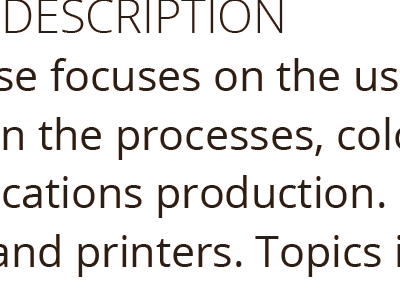 DESCRIPTION
se focuses on the us
n the processes, colo
cations production.
and printers. Topics i